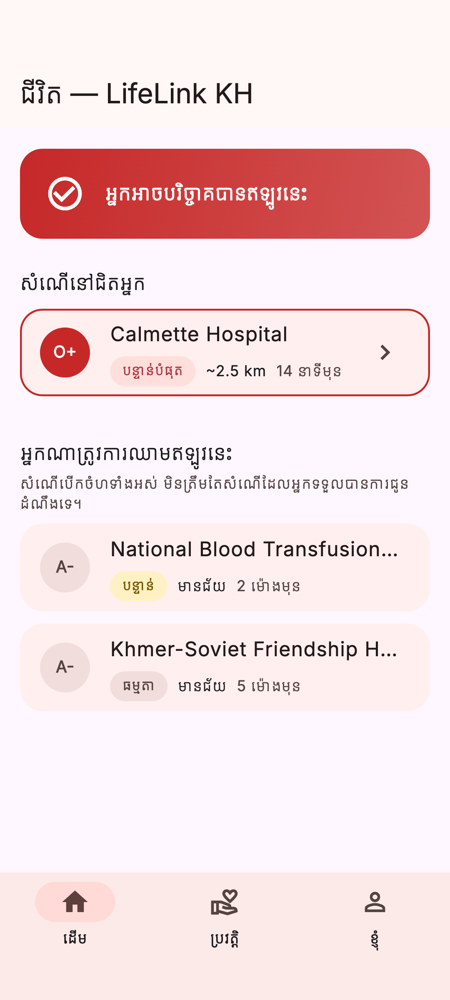 ជីវិត — LifeLink KH
អ្នកអាចបរិច្ចាគបានឥឡូវនេះ
សំណើនៅជិតអ្នក
O+
Calmette Hospital
បន្ទាន់បំផុត ~2.5 km 14 នាទីមុន
អ្នកណាត្រូវការឈាមឥឡូវនេះ
សំណើបើកចំហទាំងអស់ មិនត្រឹមតែសំណើដែលអ្នកទទួលបានការជូន
ដំណឹងទេ។
A-
National Blood Transfusion...
បន្ទាន់ មានជ័យ 2 ម៉ោងមុន
A-
Khmer-Soviet Friendship H...
ធម្មតា មានជ័យ 5 ម៉ោងមុន
ដើម ប្រវត្តិ ខ្ញុំ